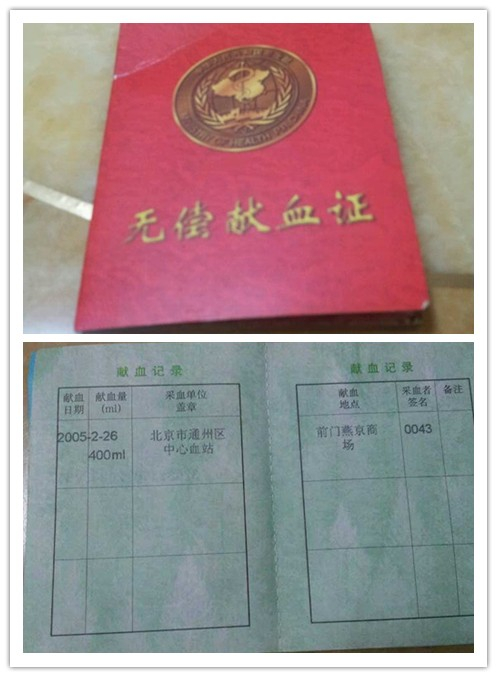 无偿献血证
献血记录
献血
日期
献血量
(ml)
采血单位
盖章
2005-2-26
400ml
北京市通州区
中心血站
献血记录
献血
地点
采血者
签名
备注
前门燕京商
场
0043